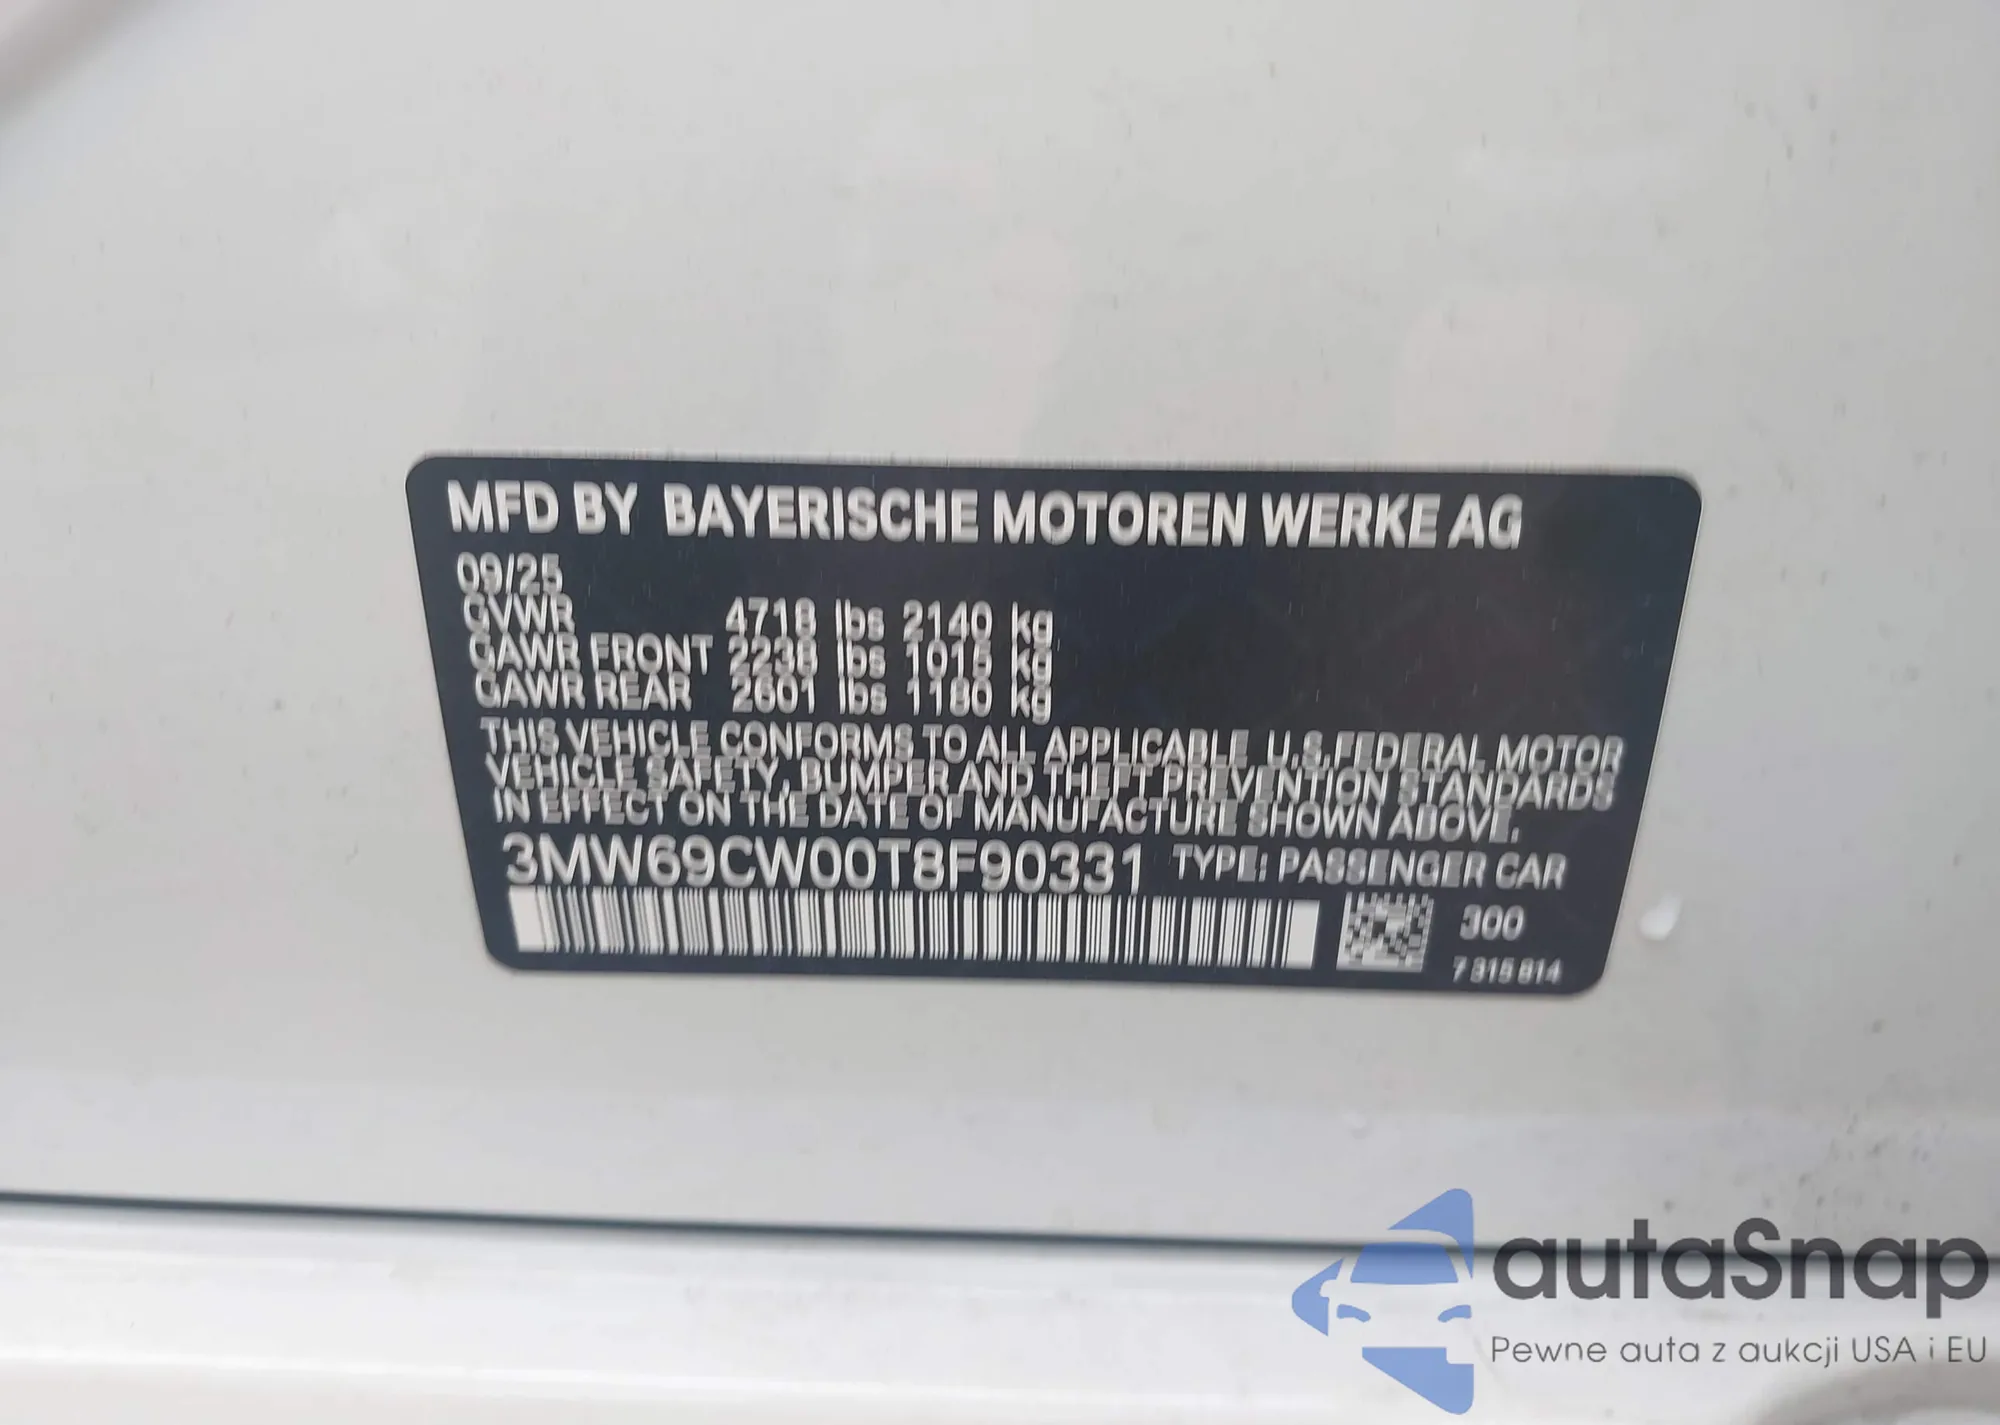 MFD BY BAYERISCHE MOTOREN WERKE AG
09/25
GVWR 4718 lbs 2140 kg
GAWR FRONT 2238 lbs 1015 kg
GAWR REAR 2601 lbs 1180 kg
THIS VEHICLE CONFORMS TO ALL APPLICABLE U.S.FEDERAL MOTOR
VEHICLE SAFETY, BUMPER AND THEFT PREVENTION STANDARDS
IN EFFECT ON THE DATE OF MANUFACTURE SHOWN ABOVE.
3MW69CW00T8F90331 TYPE: PASSENGER CAR
300
7 315 814
autaSnap
Pewne auta z aukcji USA i EU